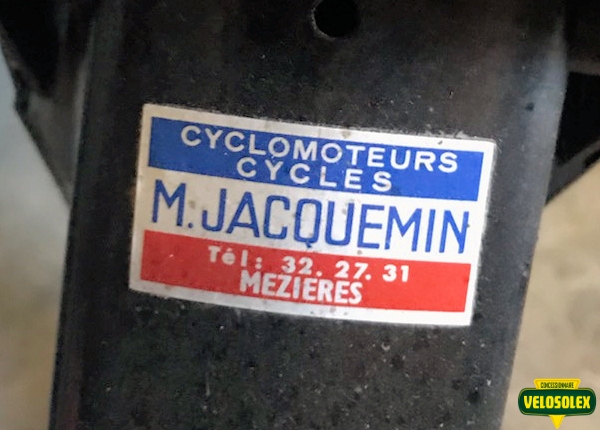 CYCLOMOTEURS
CYCLES
M. JACQUEMIN
Tél: 32. 27. 31
MEZIERES
CONCESSIONNAIRE
VELOSOLEX